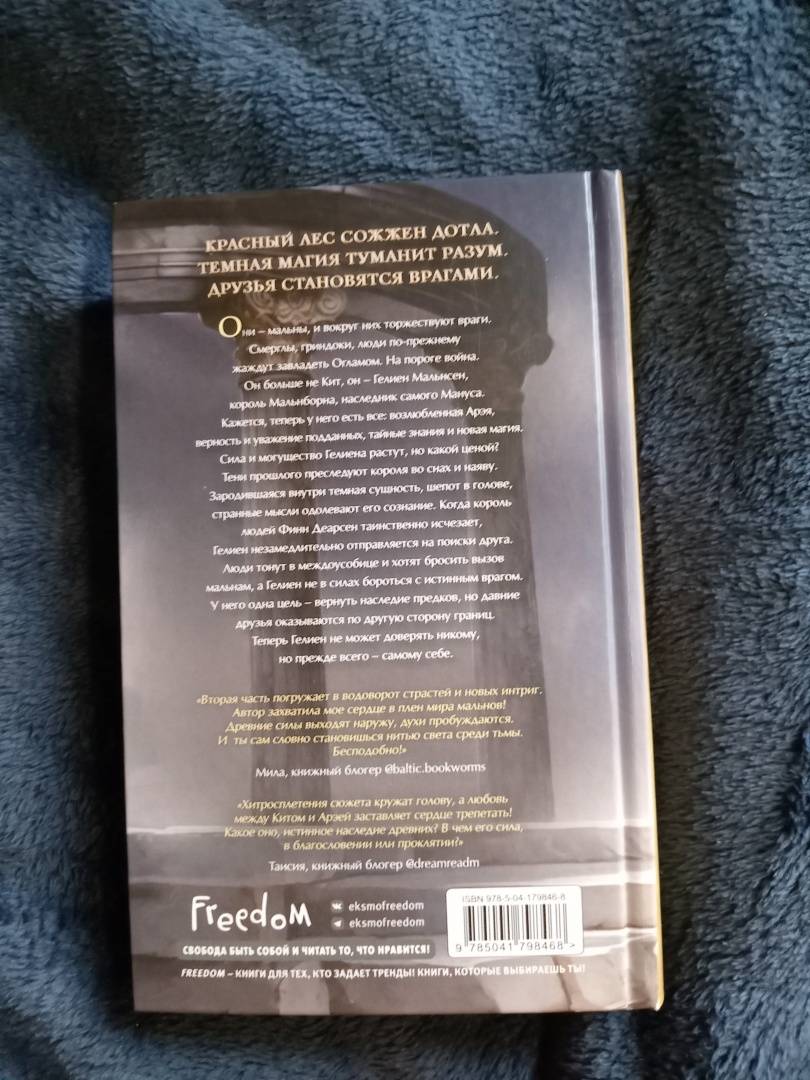 КРАСНЫЙ ЛЕС СОЖЖЕН ДОТЛА.
ТЕМНАЯ МАГИЯ ТУМАНИТ РАЗУМ.
ДРУЗЬЯ СТАНОВЯТСЯ ВРАГАМИ.
Они – мальны, и вокруг них торжествуют враги.
Смерглы, гриндоки, люди по-прежнему
жаждут завладеть Огламом. На пороге война.
Он больше не Кит, он – Гелиен Мальнсен,
король Мальнборна, наследник самого Мануса.
Кажется, теперь у него есть все: возлюбленная Арэя,
верность и уважение подданных, тайные знания и новая магия.
Сила и могущество Гелиена растут, но какой ценой?
Тени прошлого преследуют короля во снах и наяву.
Зародившаяся внутри темная сущность, шепот в голове,
странные мысли одолевают его сознание. Когда король
людей Финн Деарсен таинственно исчезает,
Гелиен незамедлительно отправляется на поиски друга.
Люди тонут в междоусобице и хотят бросить вызов
мальнам, а Гелиен не в силах бороться с истинным врагом.
У него одна цель – вернуть наследие предков, но давние
друзья оказываются по другую сторону границ.
Теперь Гелиен не может доверять никому,
но прежде всего – самому себе.
«Вторая часть погружает в водоворот страстей и новых интриг.
Автор захватила мое сердце в плен мира мальнов!
Древние силы выходят наружу, духи пробуждаются.
И ты сам словно становишься нитью света среди тьмы.
Бесподобно!»
Мила, книжный блогер @baltic.bookworms
«Хитросплетения сюжета кружат голову, а любовь
между Китом и Арэей заставляет сердце трепетать!
Какое оно, истинное наследие древних? В чем его сила,
в благословении или проклятии?»
Таисия, книжный блогер @dreamreadm
Freedom
eksmofreedom
eksmofreedom
ISBN 978-5-04-179846-8
9 785041 798468 >
СВОБОДА БЫТЬ СОБОЙ И ЧИТАТЬ ТО, ЧТО НРАВИТСЯ!
FREEDOM – КНИГИ ДЛЯ ТЕХ, КТО ЗАДАЕТ ТРЕНДЫ! КНИГИ, КОТОРЫЕ ВЫБИРАЕШЬ ТЫ!